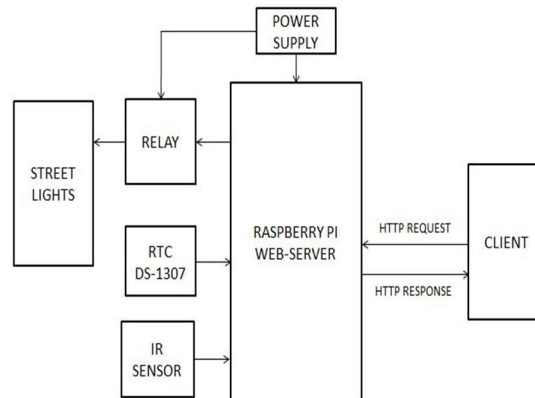 POWER
SUPPLY
STREET
LIGHTS
RELAY
RTC
DS-1307
IR
SENSOR
RASPBERRY PI
WEB-SERVER
HTTP REQUEST
HTTP RESPONSE
CLIENT